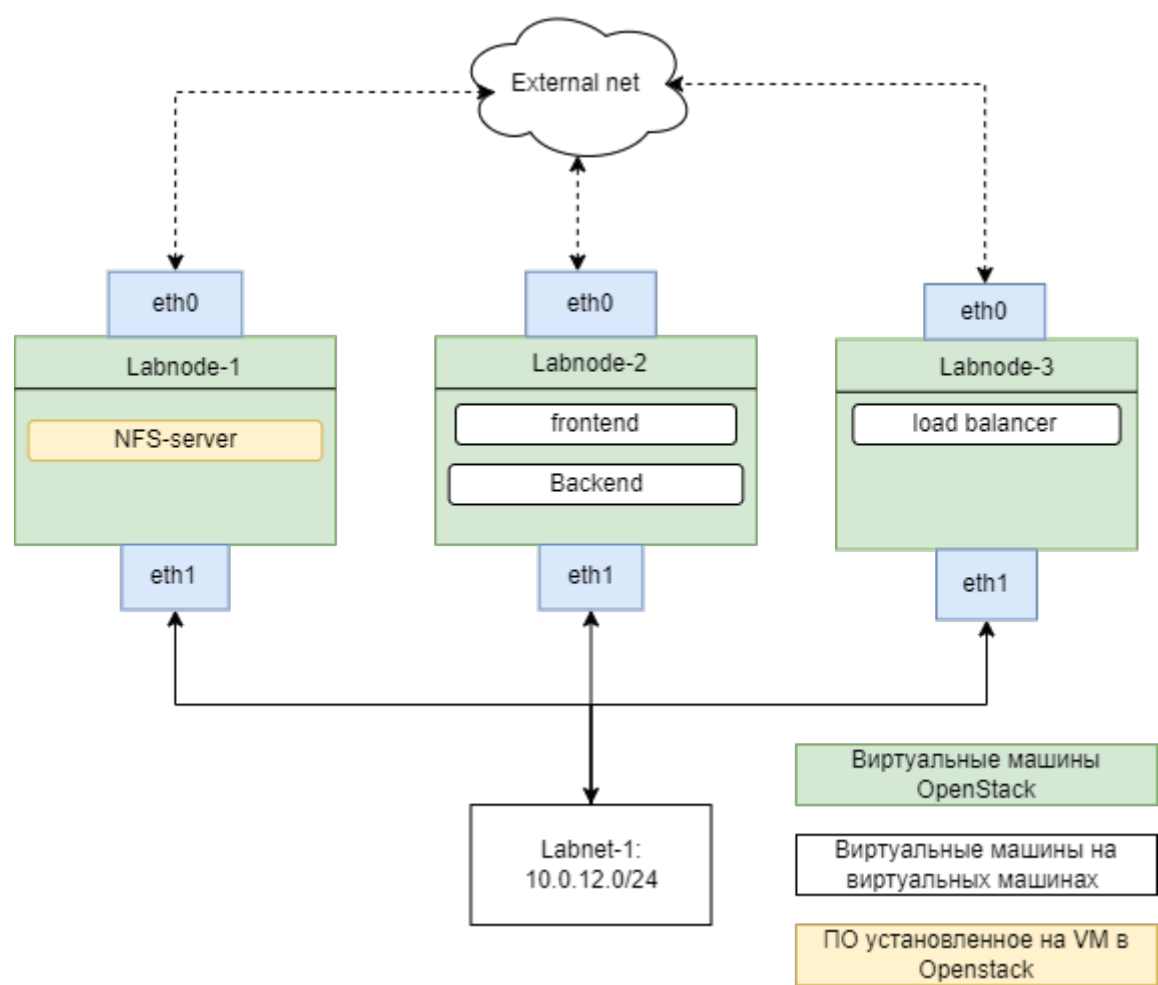 External net
eth0
eth0
eth0
Labnode-1
Labnode-2
Labnode-3
NFS-server
frontend
Backend
load balancer
eth1
eth1
eth1
Labnet-1:
10.0.12.0/24
Виртуальные машины
OpenStack
Виртуальные машины на
виртуальных машинах
ПО установленное на VM в
Openstack